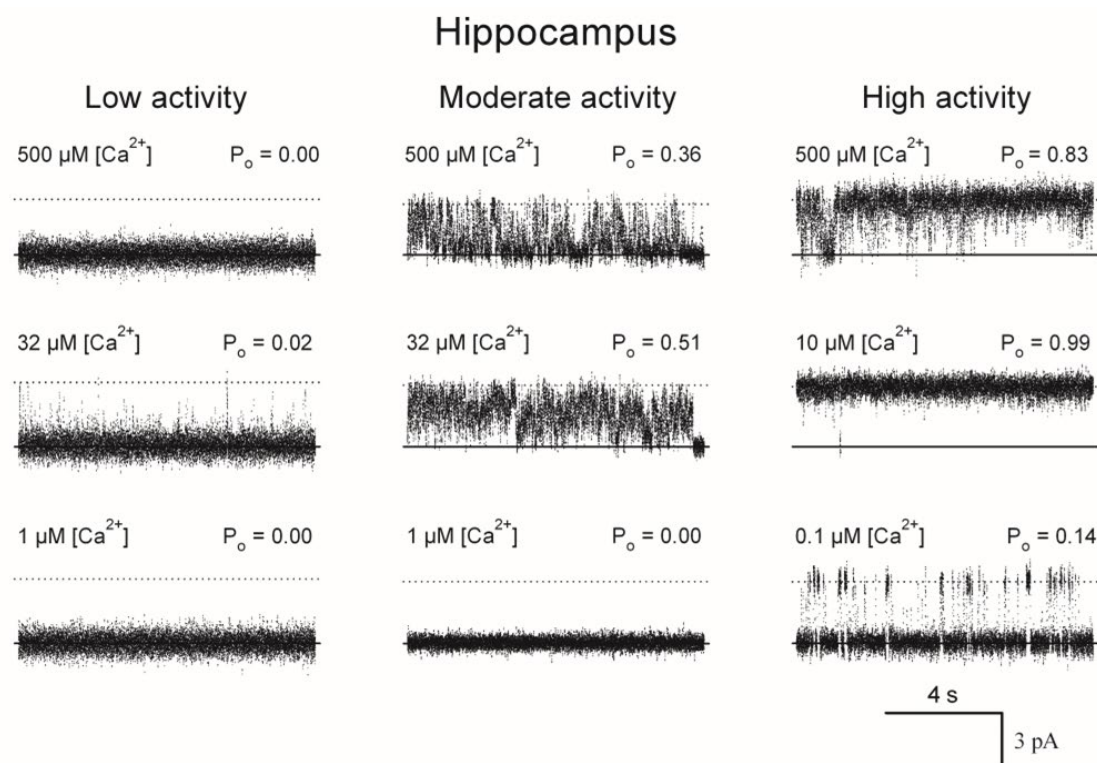 Hippocampus
Low activity Moderate activity High activity
500 µM [Ca²⁺] Pₒ = 0.00 500 µM [Ca²⁺] Pₒ = 0.36 500 µM [Ca²⁺] Pₒ = 0.83
32 µM [Ca²⁺] Pₒ = 0.02 32 µM [Ca²⁺] Pₒ = 0.51 10 µM [Ca²⁺] Pₒ = 0.99
1 µM [Ca²⁺] Pₒ = 0.00 1 µM [Ca²⁺] Pₒ = 0.00 0.1 µM [Ca²⁺] Pₒ = 0.14
4 s
3 pA